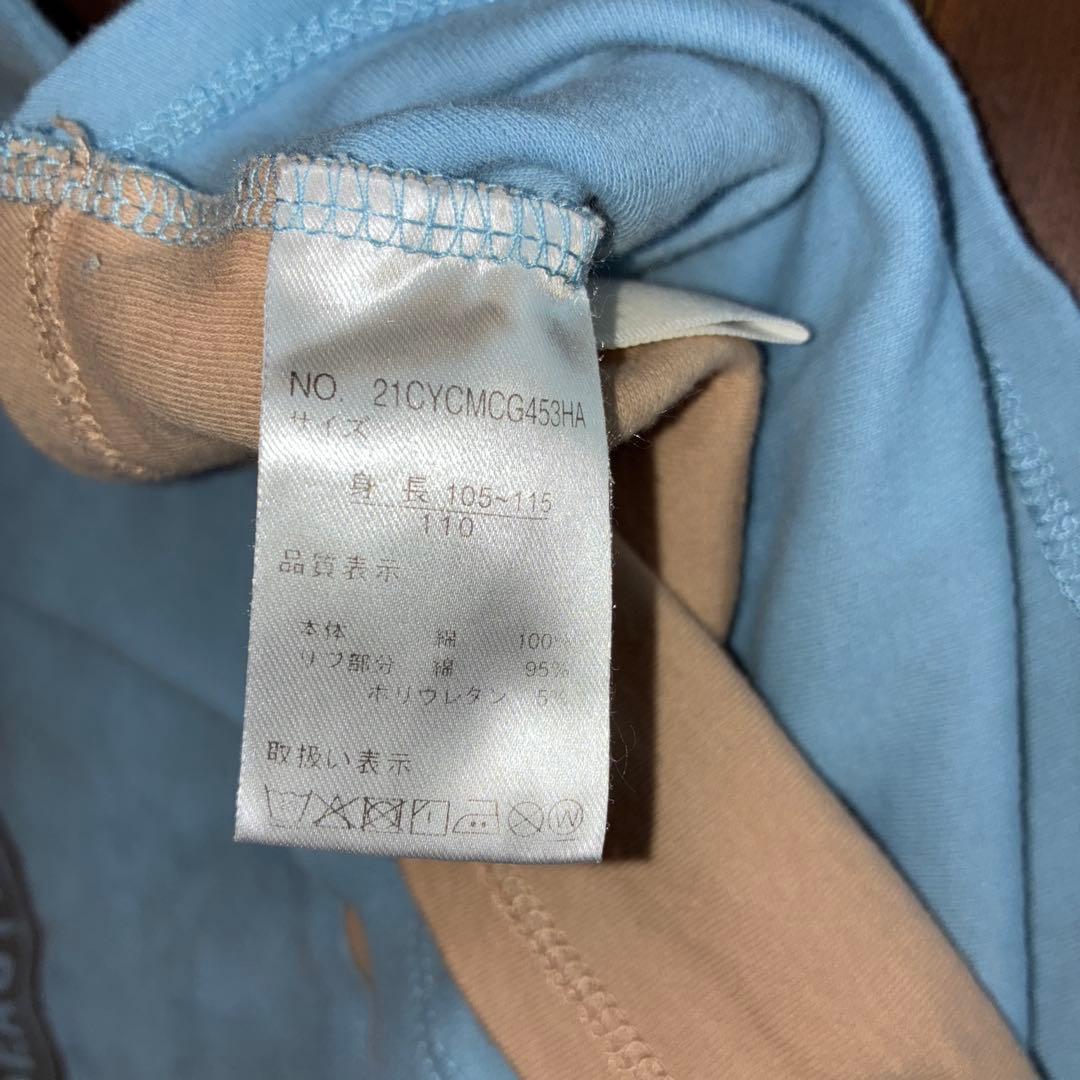 NO. 21CYCMCG453HA
サイズ
身 長 105~115
110
品質表示
本体 綿 100%
リブ部分 綿 95%
ポリウレタン 5%
取扱い表示